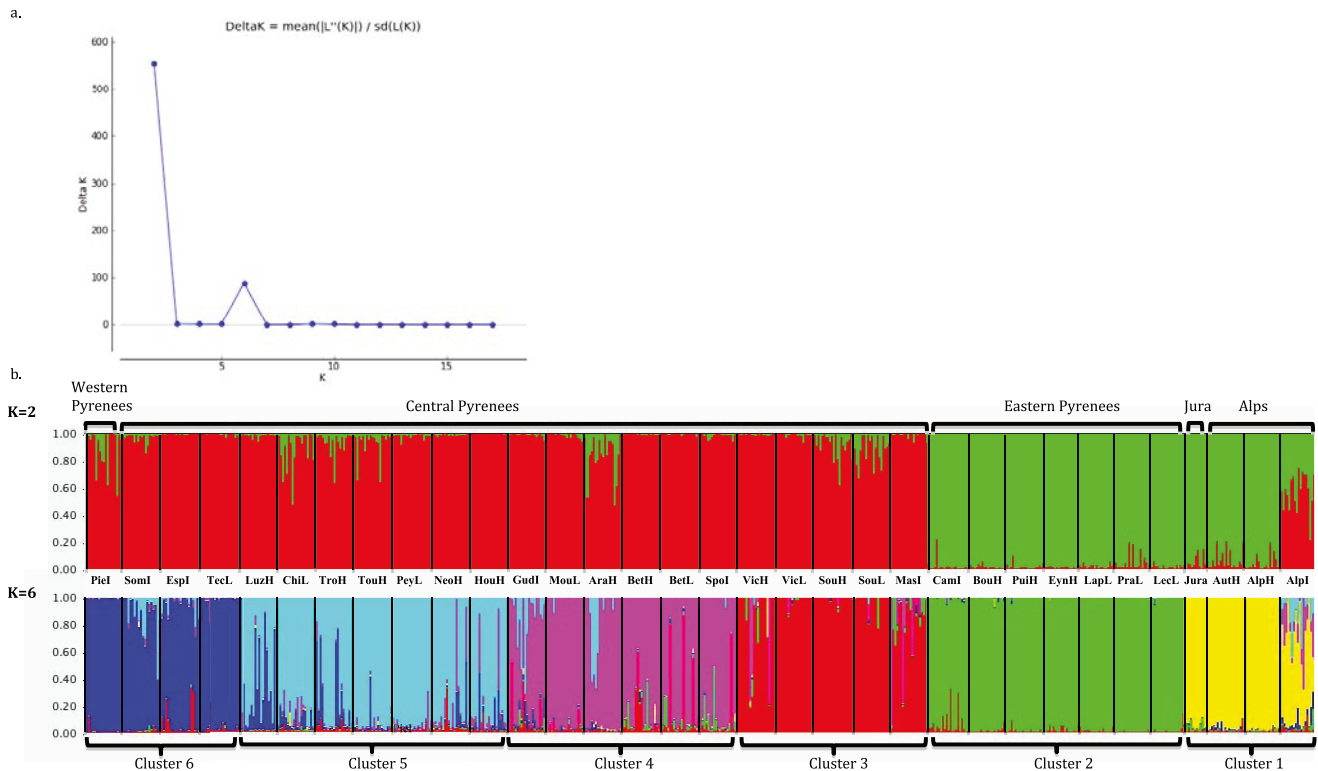 a.
DeltaK = mean(|L''(K)|) / sd(L(K))
600
500
400
300
200
100
0
Delta K
5 10 15
K
b.
Western Pyrenees
Central Pyrenees Eastern Pyrenees Jura Alps
K=2
1.00
0.80
0.60
0.40
0.20
0.00
PieI SomI EspI TecL LuzH ChiL TroH TouH PeyL NeoH HouH GudI MouL AraH BetH BetL SpoI VicH VicL SouH SouL MasI CamI BouH PuiH EynH LapL PraL LecL Jura AutH AlpH AlpI
K=6
1.00
0.80
0.60
0.40
0.20
0.00
Cluster 6 Cluster 5 Cluster 4 Cluster 3 Cluster 2 Cluster 1